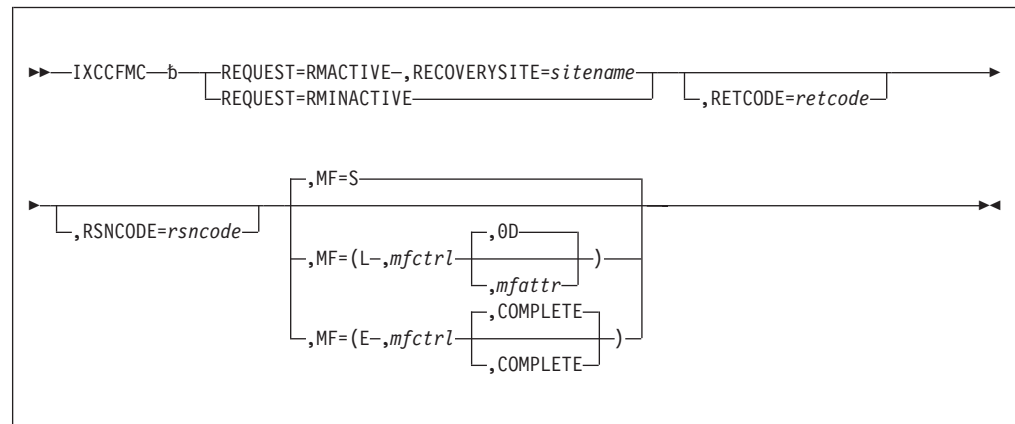 IXCCFMC ƀ REQUEST=RMACTIVE ,RECOVERYSITE=sitename
REQUEST=RMINACTIVE ,RETCODE=retcode
,RSNCODE=rsncode ,MF=S
,MF=(L ,mfctrl ,0D )
,mfattr
,MF=(E ,mfctrl ,COMPLETE )
,COMPLETE